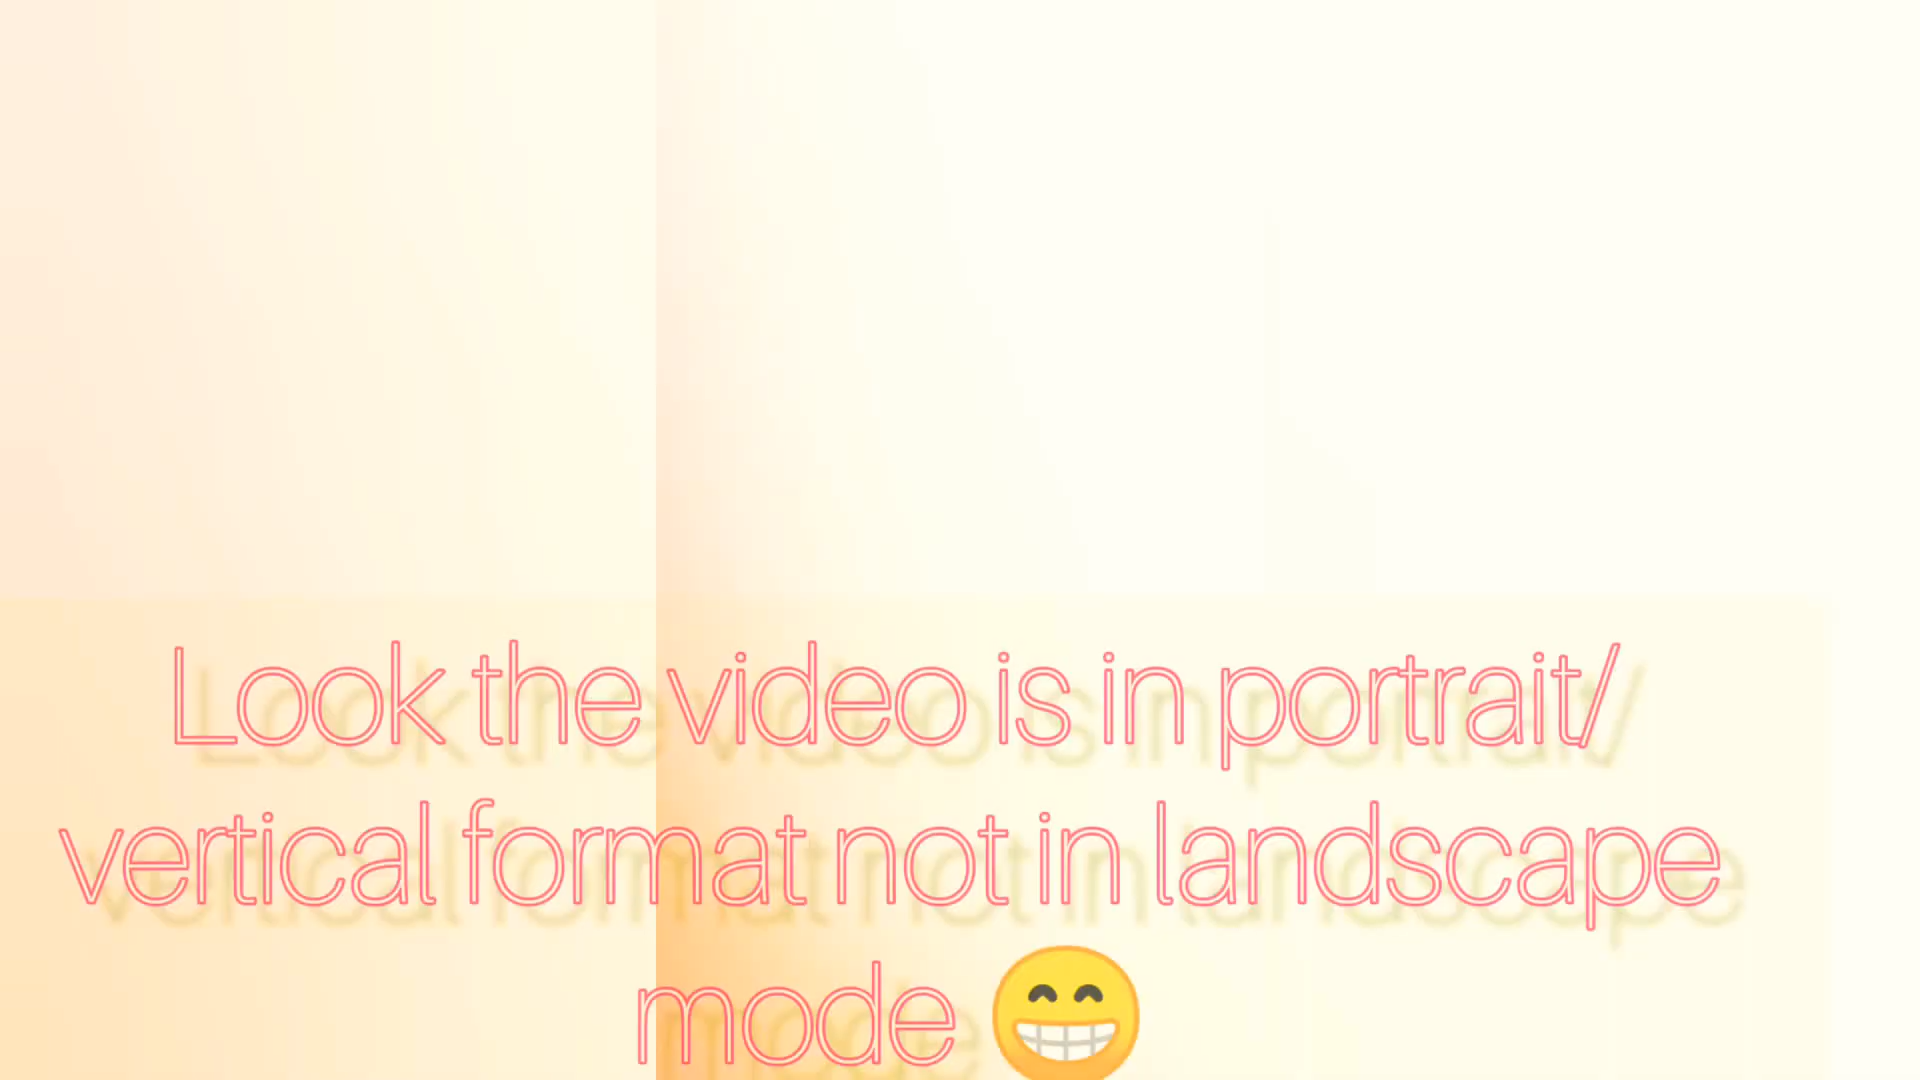 Look the video is in portrait/
vertical format not in landscape
mode 😁